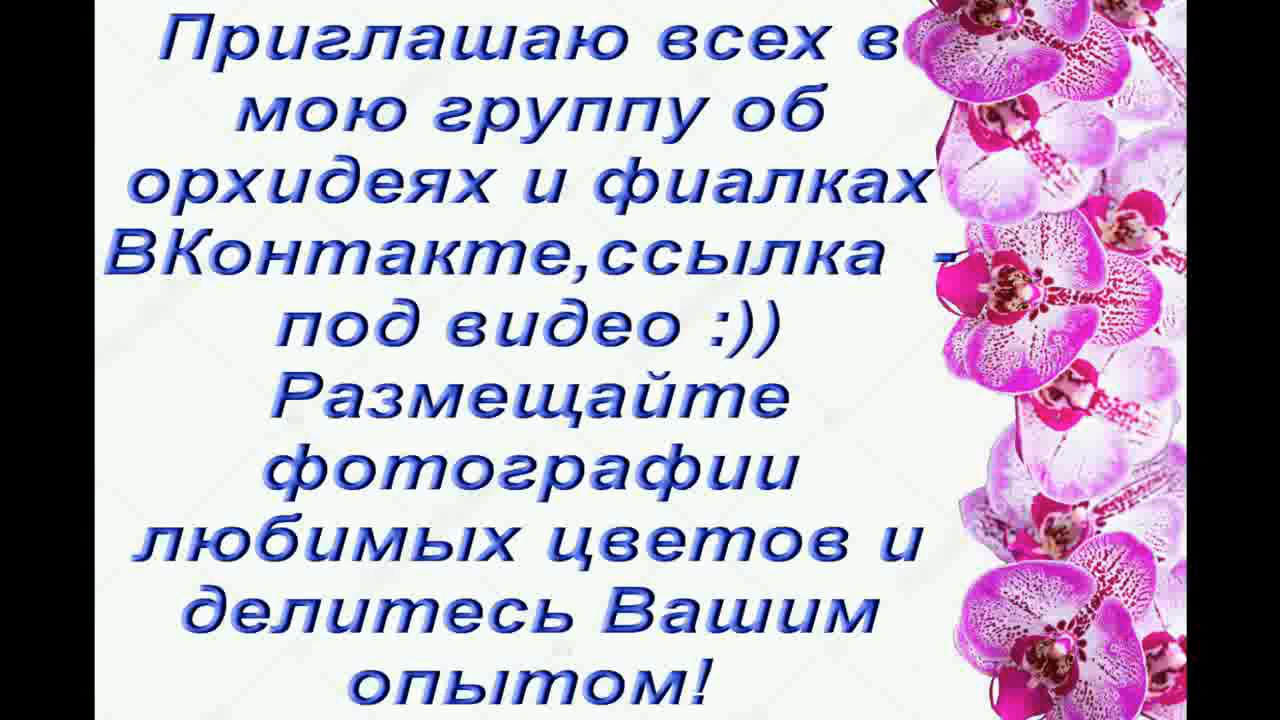 Приглашаю всех в
мою группу об
орхидеях и фиалках
ВКонтакте,ссылка -
под видео :))
Размещайте
фотографии
любимых цветов и
делитесь Вашим
опытом!